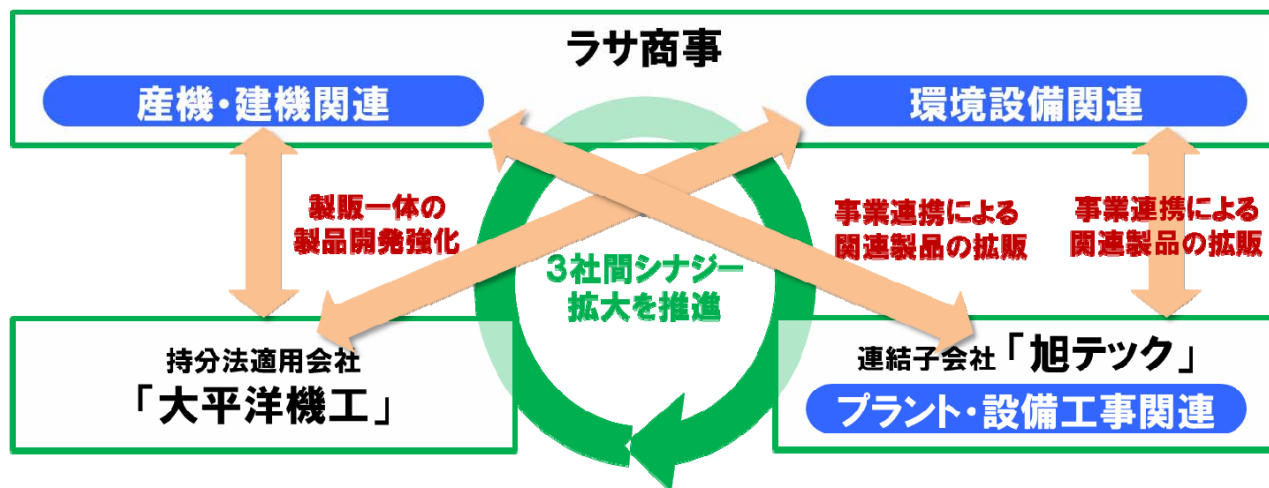 ラサ商事
産機・建機関連
環境設備関連
製販一体の
製品開発強化
事業連携による
関連製品の拡販
事業連携による
関連製品の拡販
3社間シナジー
拡大を推進
持分法適用会社
「大平洋機工」
連結子会社「旭テック」
プラント・設備工事関連